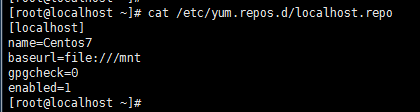 [root@localhost ~]# cat /etc/yum.repos.d/localhost.repo
[localhost]
name=Centos7
baseurl=file:///mnt
gpgcheck=0
enabled=1
[root@localhost ~]#